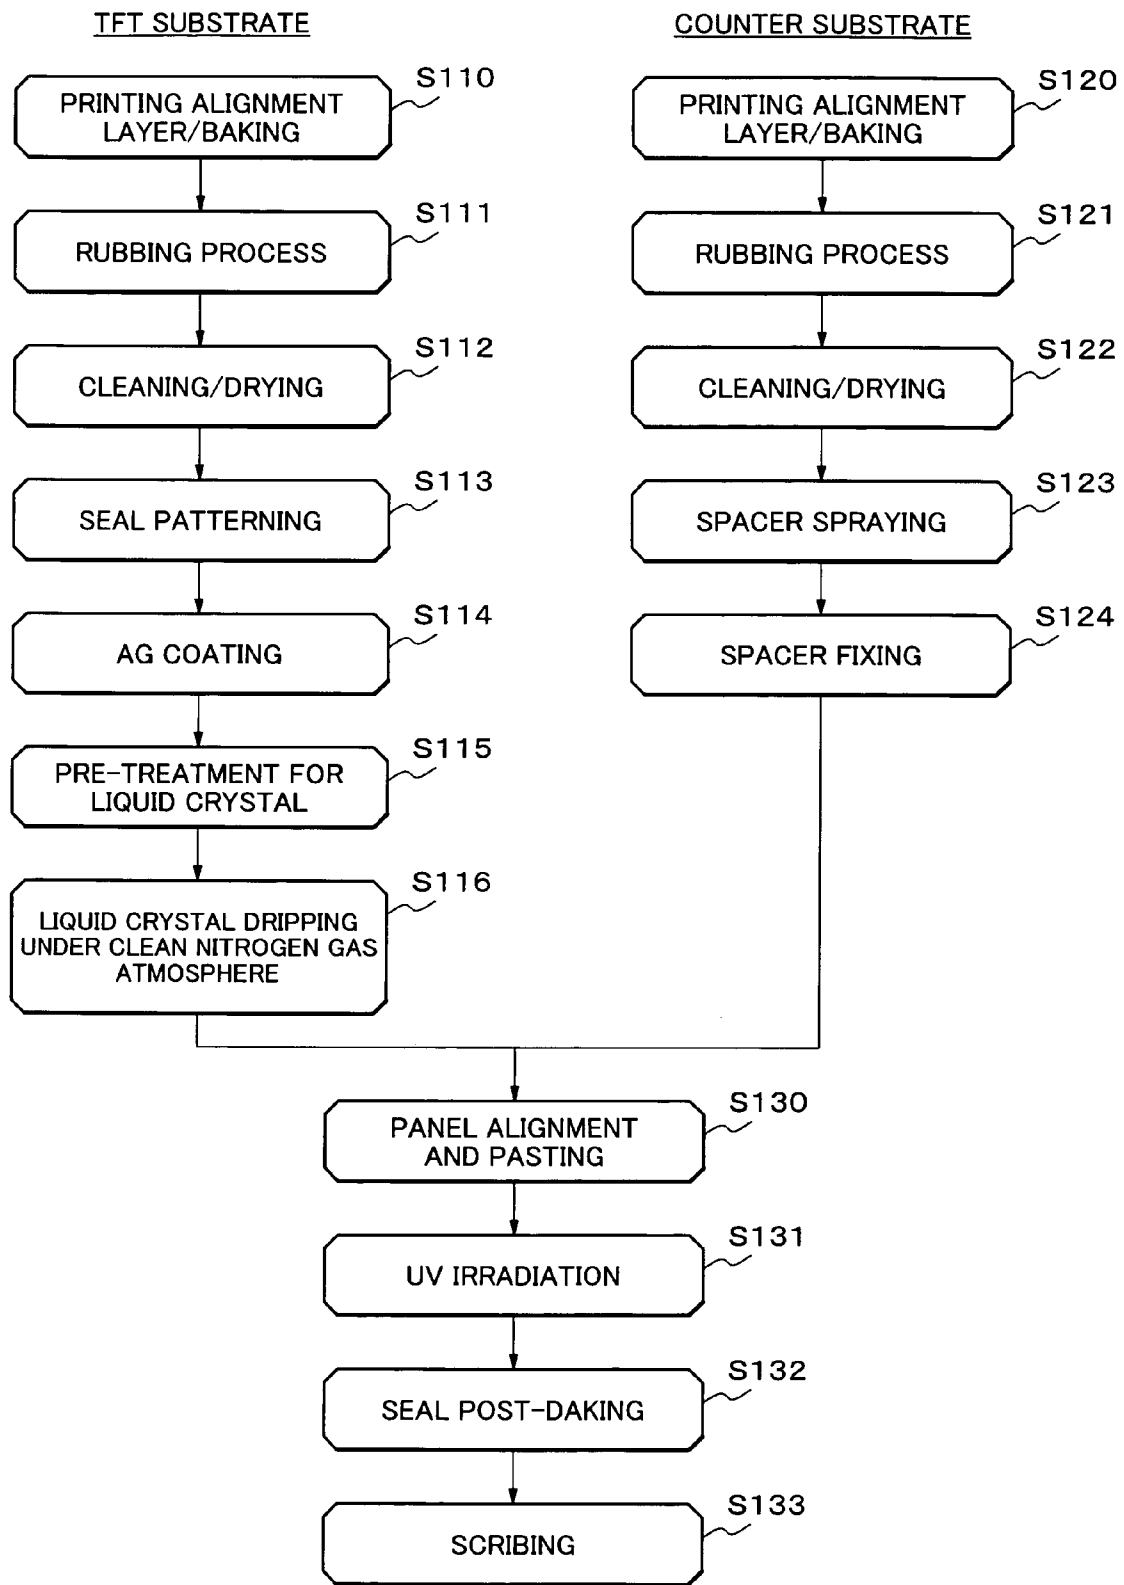 TFT SUBSTRATE
S110
PRINTING ALIGNMENT
LAYER/BAKING
S111
RUBBING PROCESS
S112
CLEANING/DRYING
S113
SEAL PATTERNING
S114
AG COATING
S115
PRE-TREATMENT FOR
LIQUID CRYSTAL
S116
LIQUID CRYSTAL DRIPPING
UNDER CLEAN NITROGEN GAS
ATMOSPHERE
COUNTER SUBSTRATE
S120
PRINTING ALIGNMENT
LAYER/BAKING
S121
RUBBING PROCESS
S122
CLEANING/DRYING
S123
SPACER SPRAYING
S124
SPACER FIXING
S130
PANEL ALIGNMENT
AND PASTING
S131
UV IRRADIATION
S132
SEAL POST-DAKING
S133
SCRIBING